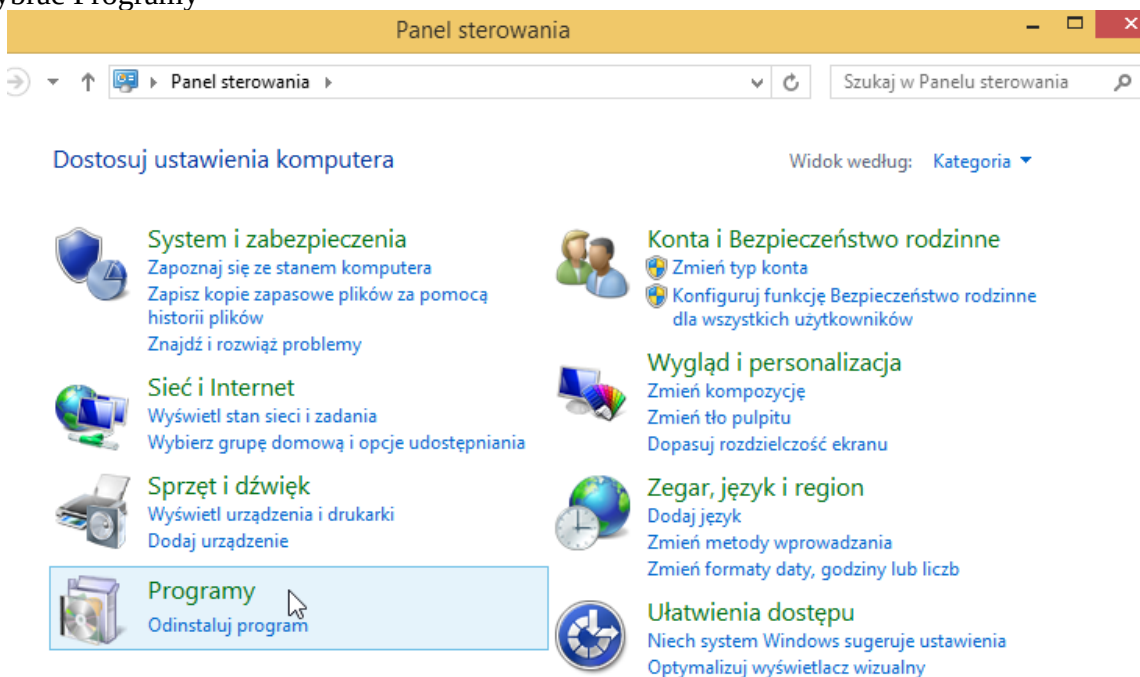 ybrać Programy
Panel sterowania
Panel sterowania
Szukaj w Panelu sterowania
Dostosuj ustawienia komputera
Widok według: Kategoria
System i zabezpieczenia
Zapoznaj się ze stanem komputera
Zapisz kopie zapasowe plików za pomocą
historii plików
Znajdź i rozwiąż problemy
Sieć i Internet
Wyświetl stan sieci i zadania
Wybierz grupę domową i opcje udostępniania
Sprzęt i dźwięk
Wyświetl urządzenia i drukarki
Dodaj urządzenie
Programy
Odinstaluj program
Konta i Bezpieczeństwo rodzinne
Zmień typ konta
Konfiguruj funkcję Bezpieczeństwo rodzinne
dla wszystkich użytkowników
Wygląd i personalizacja
Zmień kompozycję
Zmień tło pulpitu
Dopasuj rozdzielczość ekranu
Zegar, język i region
Dodaj język
Zmień metody wprowadzania
Zmień formaty daty, godziny lub liczb
Ułatwienia dostępu
Niech system Windows sugeruje ustawienia
Optymalizuj wyświetlacz wizualny